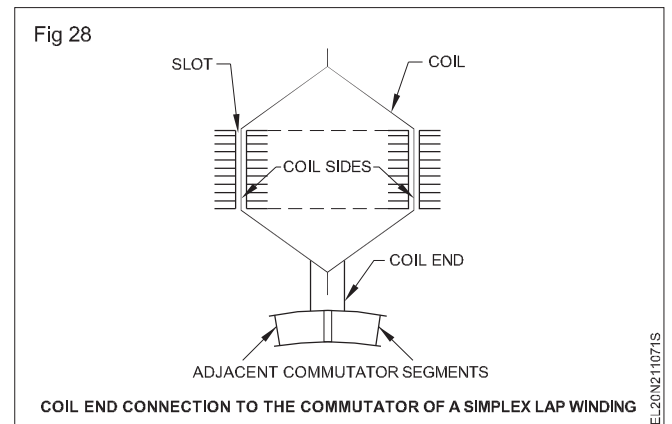 Fig 28
SLOT
COIL
COIL SIDES
COIL END
ADJACENT COMMUTATOR SEGMENTS
COIL END CONNECTION TO THE COMMUTATOR OF A SIMPLEX LAP WINDING
EL20N211071S